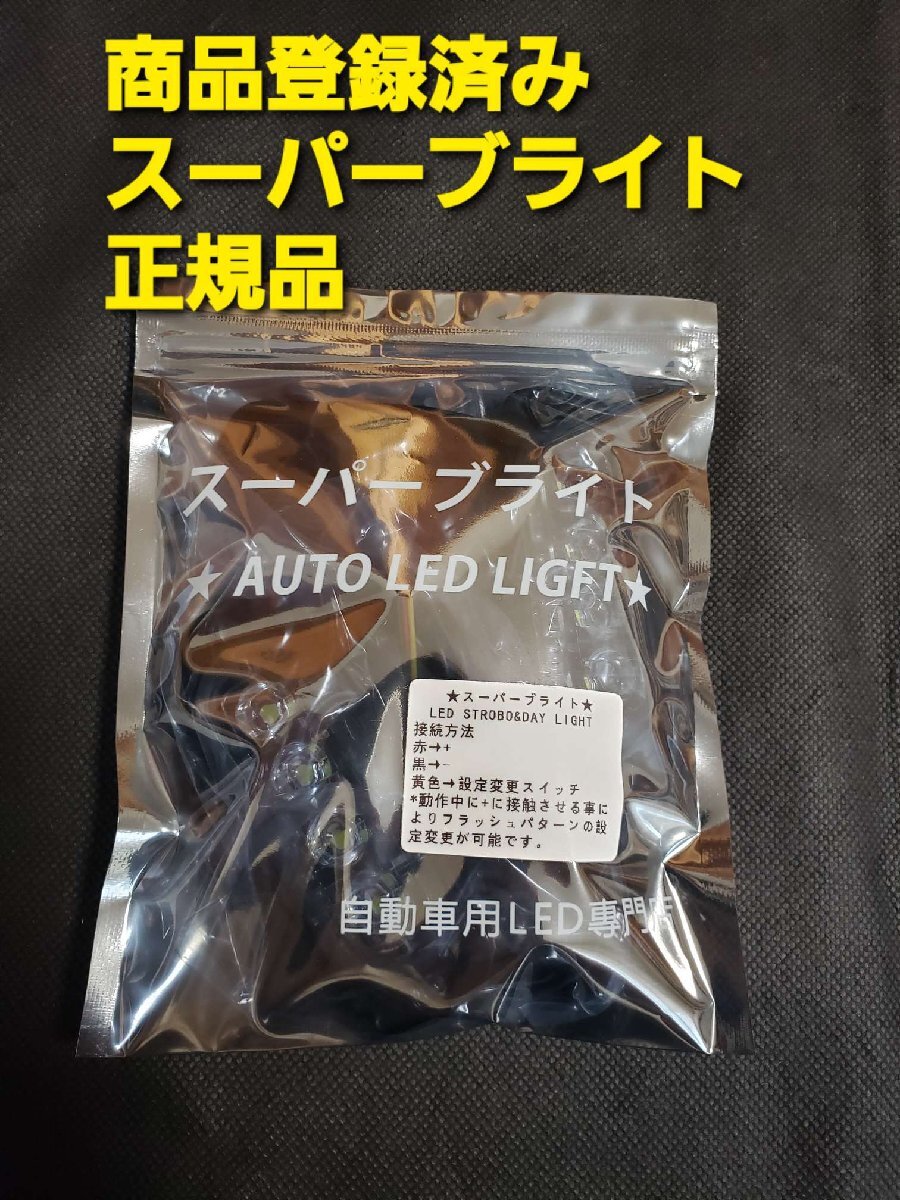 商品登録済み
スーパーブライト
正規品
スーパーブライト
★ AUTO LED LIGFT★
★スーパーブライト★
LED STROBO&DAY LIGHT
接続方法
赤→+
黒→-
黄色→設定変更スイッチ
*動作中に+に接触させる事に
よりフラッシュパターンの設
定変更が可能です。
自動車用LED専門店